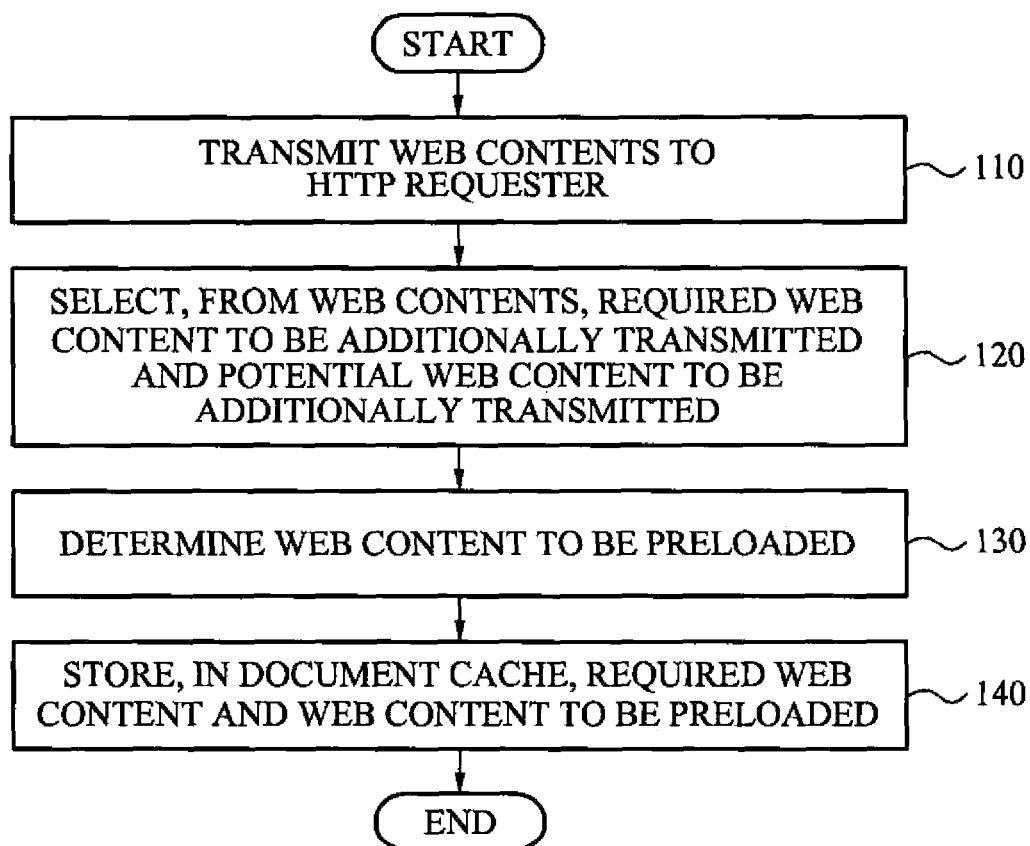 START
TRANSMIT WEB CONTENTS TO
HTTP REQUESTER
110
SELECT, FROM WEB CONTENTS, REQUIRED WEB
CONTENT TO BE ADDITIONALLY TRANSMITTED
AND POTENTIAL WEB CONTENT TO BE
ADDITIONALLY TRANSMITTED
120
DETERMINE WEB CONTENT TO BE PRELOADED
130
STORE, IN DOCUMENT CACHE, REQUIRED WEB
CONTENT AND WEB CONTENT TO BE PRELOADED
140
END